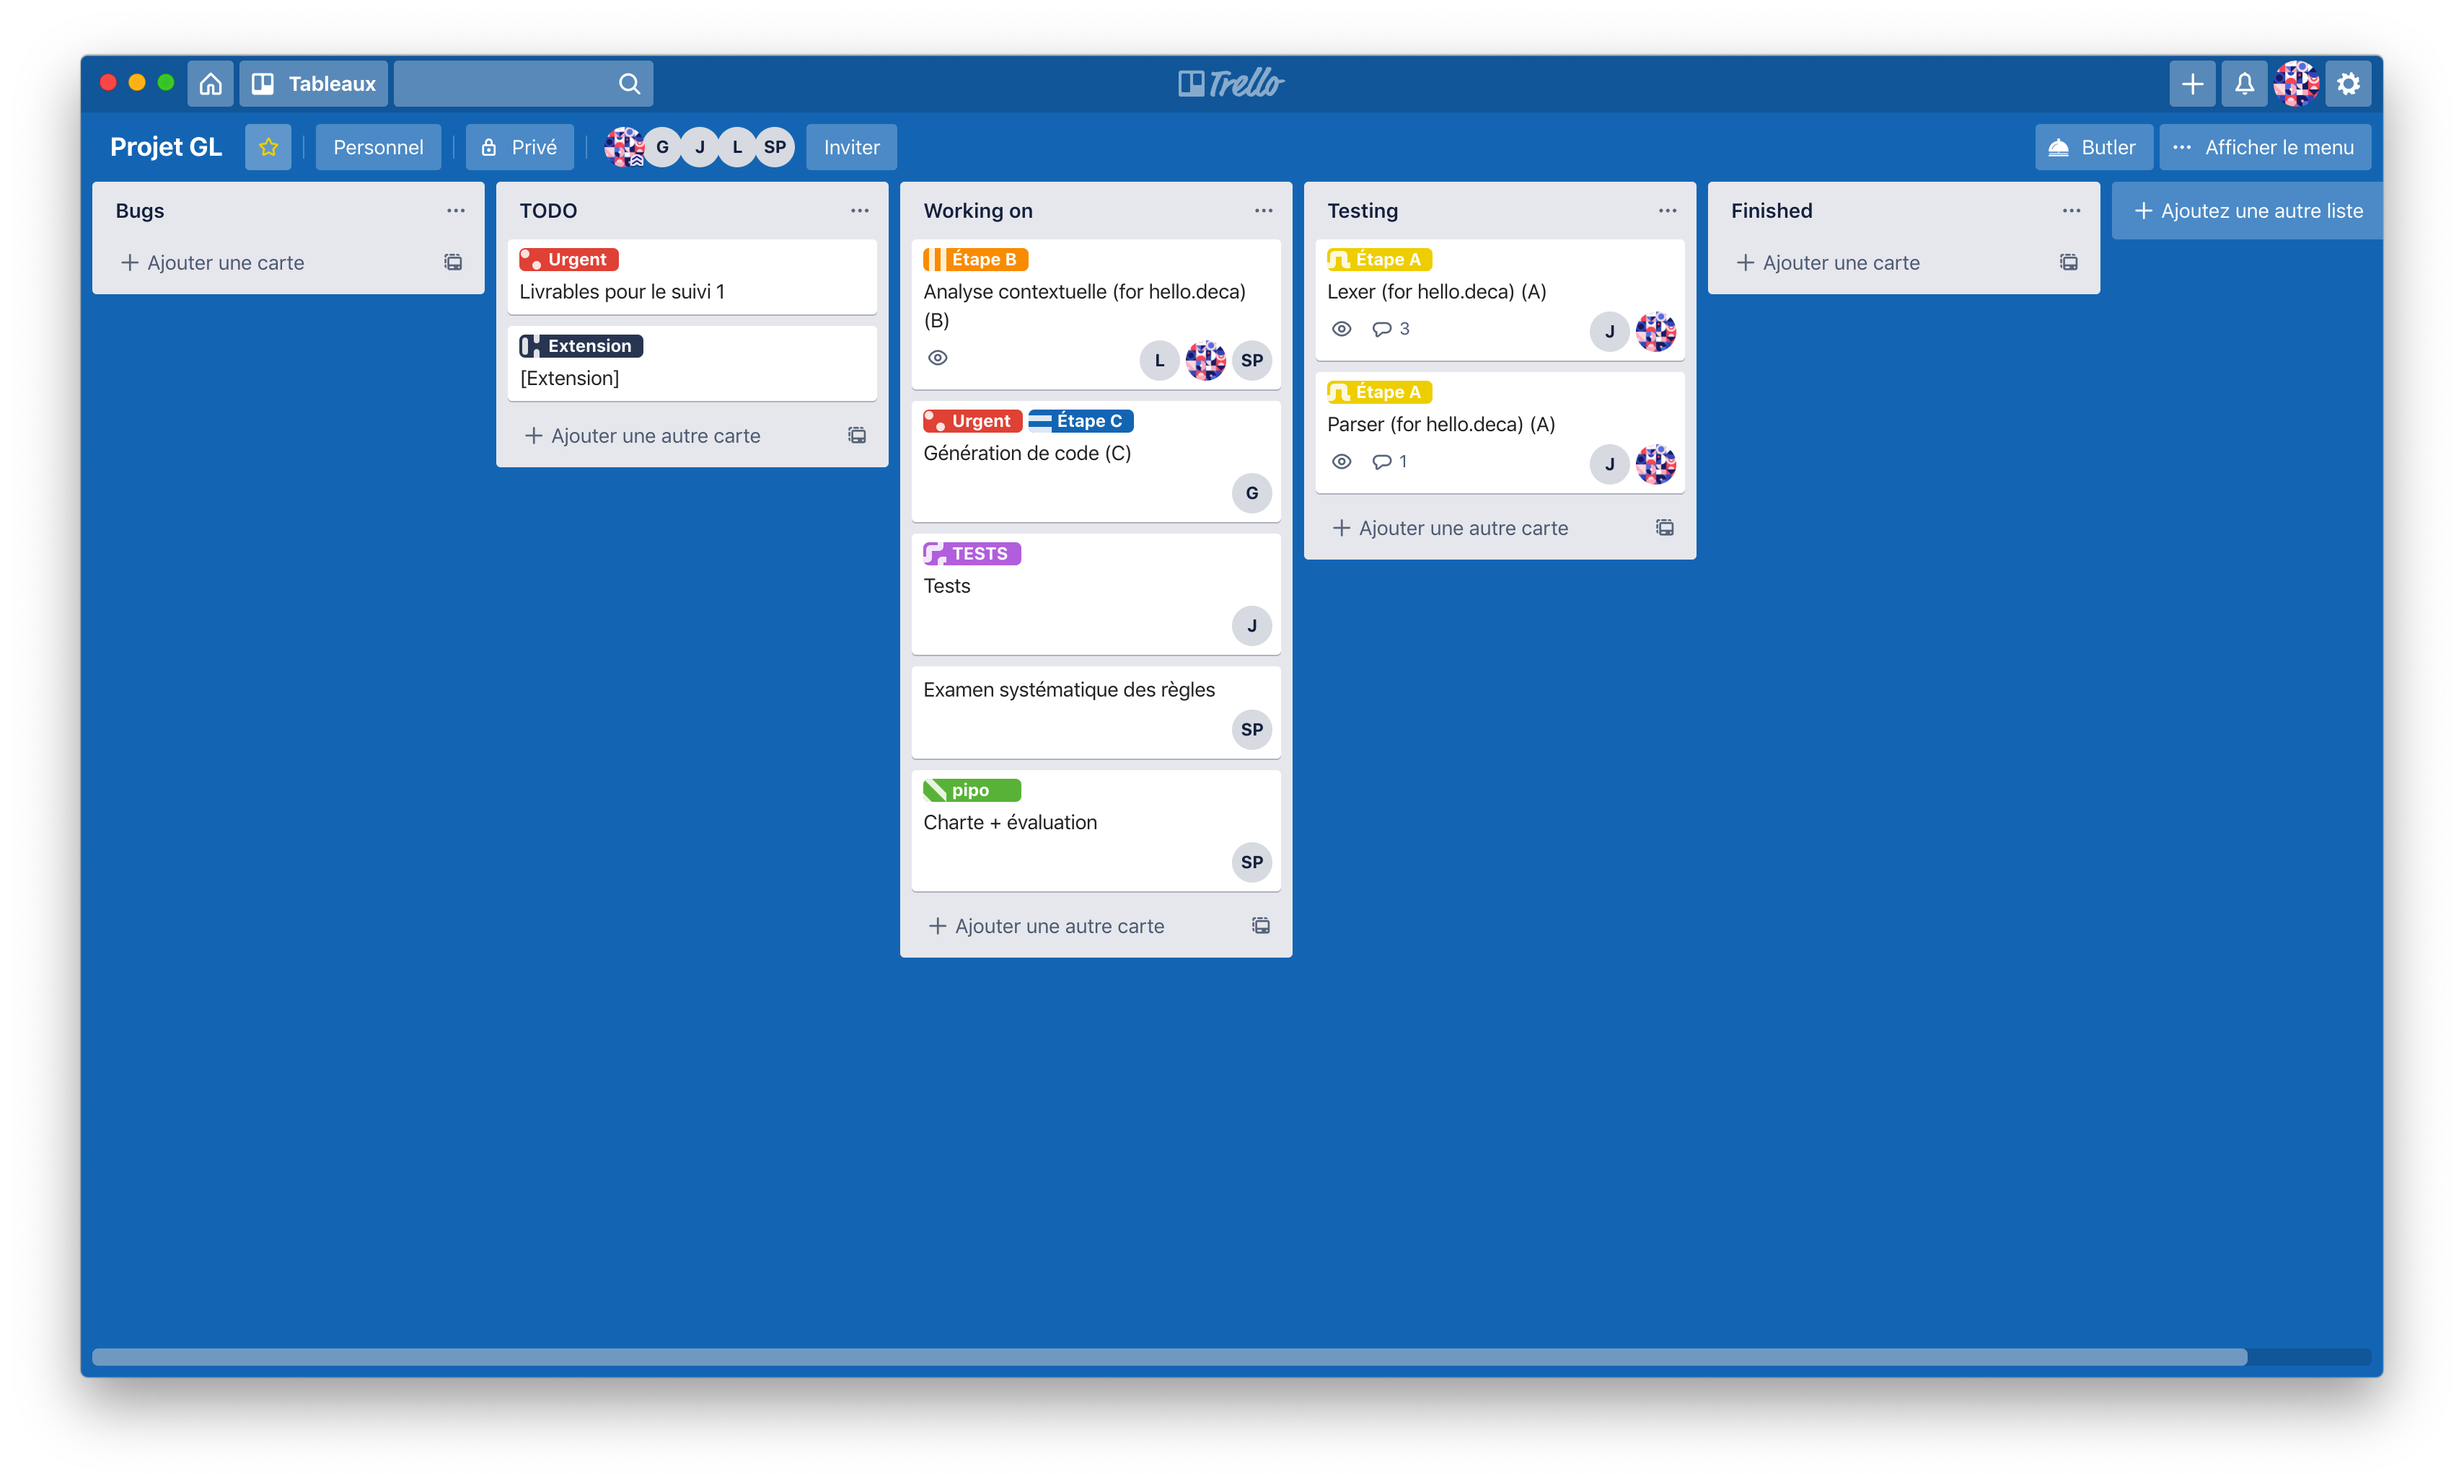 Tableaux
Trello
Projet GL
Personnel
Privé
G
J
L
SP
Inviter
Butler
Afficher le menu
Bugs
Ajouter une carte
TODO
Urgent
Livrables pour le suivi 1
Extension
[Extension]
Ajouter une autre carte
Working on
Étape B
Analyse contextuelle (for hello.deca)
(B)
L
SP
Urgent
Étape C
Génération de code (C)
G
TESTS
Tests
J
Examen systématique des règles
SP
pipo
Charte + évaluation
SP
Ajouter une autre carte
Testing
Étape A
Lexer (for hello.deca) (A)
3
J
Étape A
Parser (for hello.deca) (A)
1
J
Ajouter une autre carte
Finished
Ajouter une carte
Ajoutez une autre liste